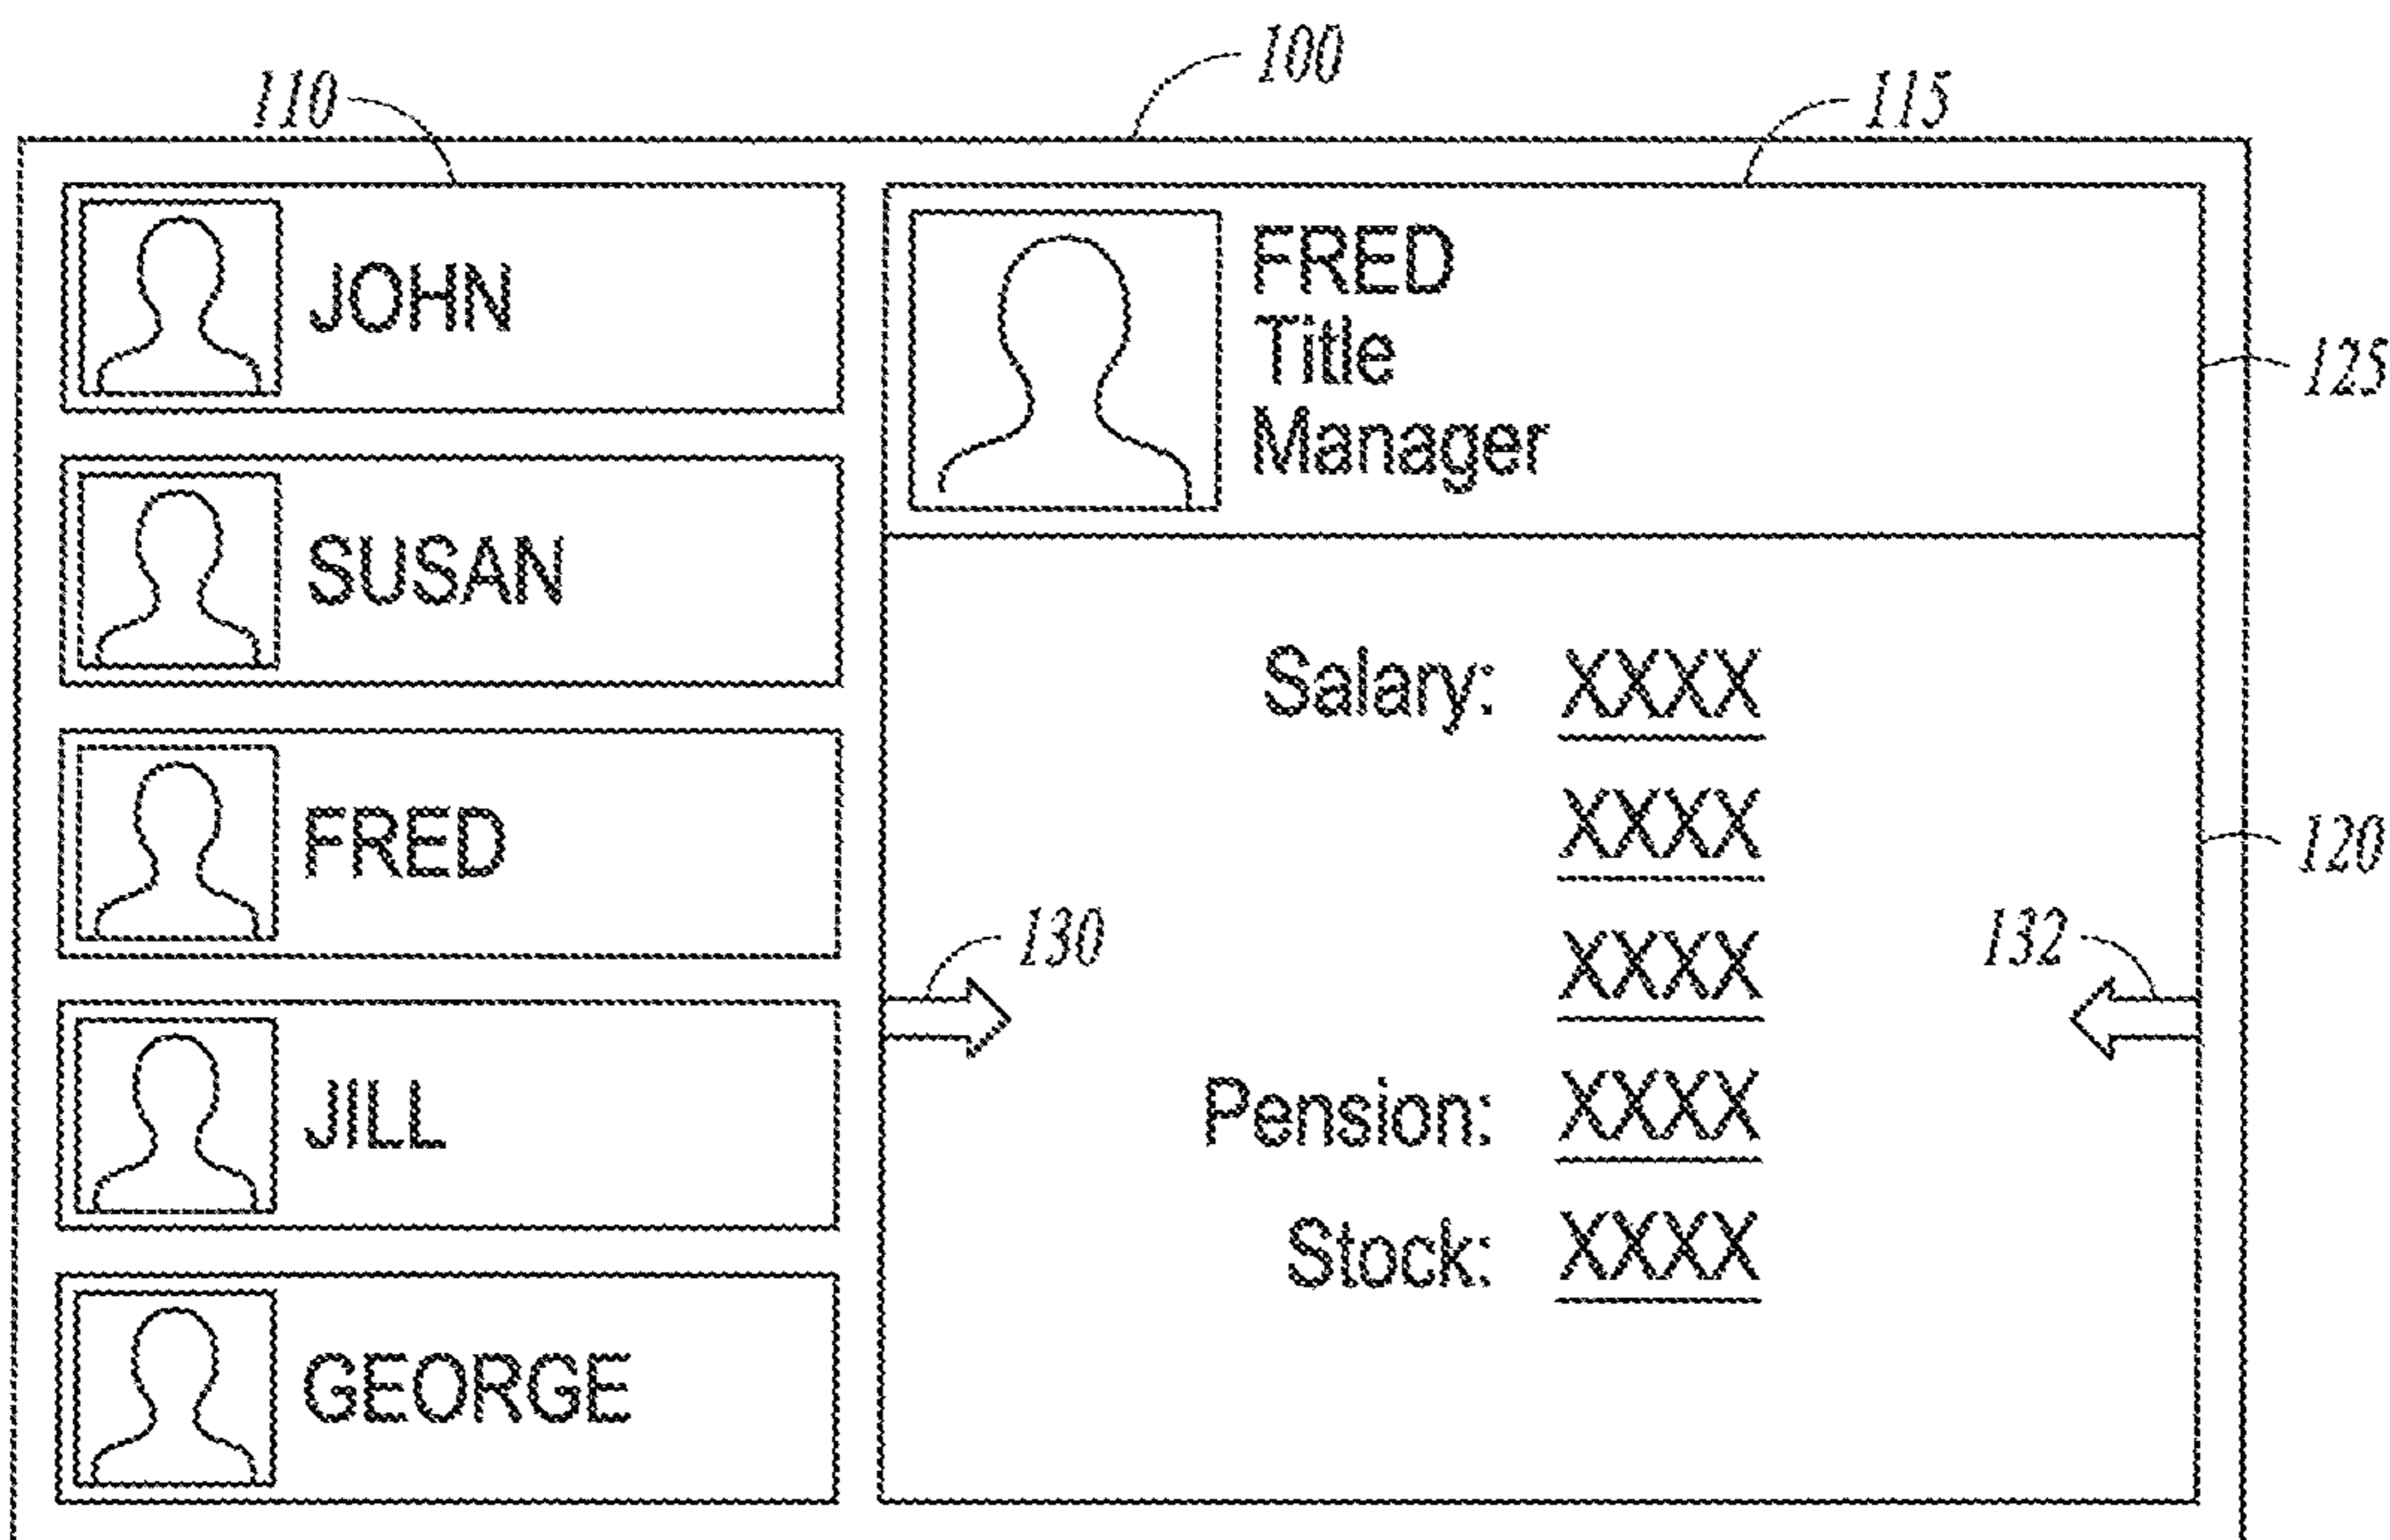 100
110
115
JOHN
SUSAN
FRED
JILL
GEORGE
FRED
Title
Manager
125
Salary: XXXX
XXXX
120
XXXX
130
132
Pension: XXXX
Stock: XXXX